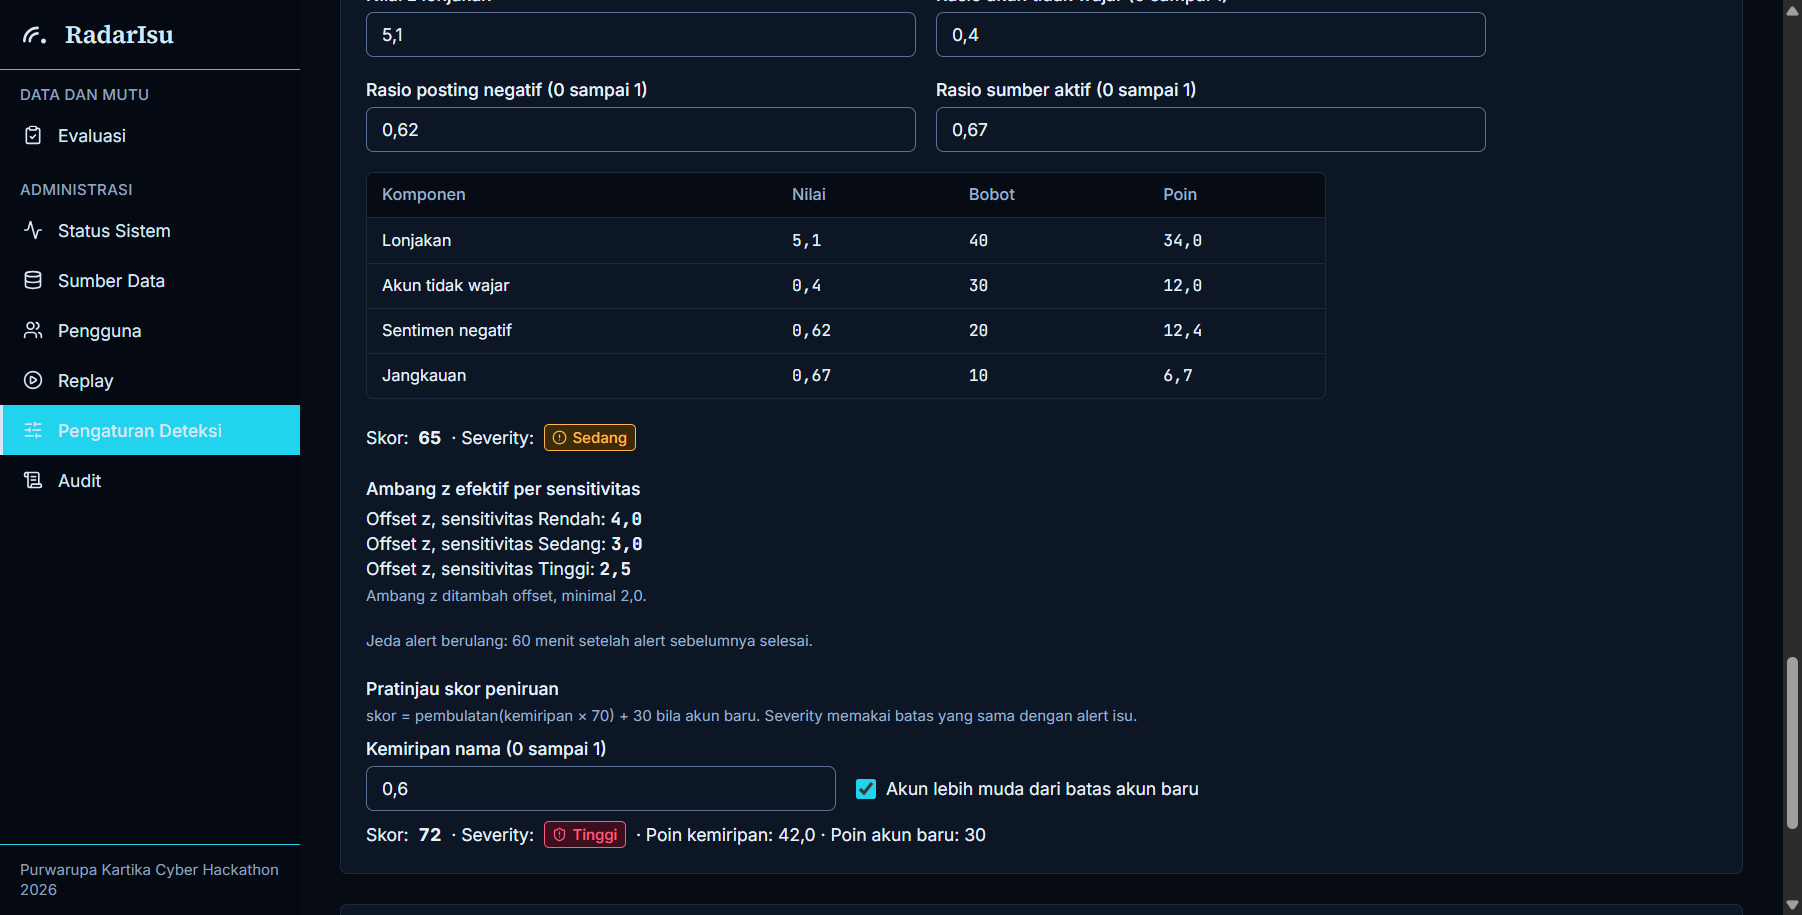 RadarIsu
DATA DAN MUTU
Evaluasi
ADMINISTRASI
Status Sistem
Sumber Data
Pengguna
Replay
Pengaturan Deteksi
Audit
Purwarupa Kartika Cyber Hackathon
2026
5,1
0,4
Rasio posting negatif (0 sampai 1)
Rasio sumber aktif (0 sampai 1)
0,62
0,67
Komponen Nilai Bobot Poin
Lonjakan 5,1 40 34,0
Akun tidak wajar 0,4 30 12,0
Sentimen negatif 0,62 20 12,4
Jangkauan 0,67 10 6,7
Skor: 65 · Severity: Sedang
Ambang z efektif per sensitivitas
Offset z, sensitivitas Rendah: 4,0
Offset z, sensitivitas Sedang: 3,0
Offset z, sensitivitas Tinggi: 2,5
Ambang z ditambah offset, minimal 2,0.
Jeda alert berulang: 60 menit setelah alert sebelumnya selesai.
Pratinjau skor peniruan
skor = pembulatan(kemiripan × 70) + 30 bila akun baru. Severity memakai batas yang sama dengan alert isu.
Kemiripan nama (0 sampai 1)
0,6
Akun lebih muda dari batas akun baru
Skor: 72 · Severity: Tinggi · Poin kemiripan: 42,0 · Poin akun baru: 30